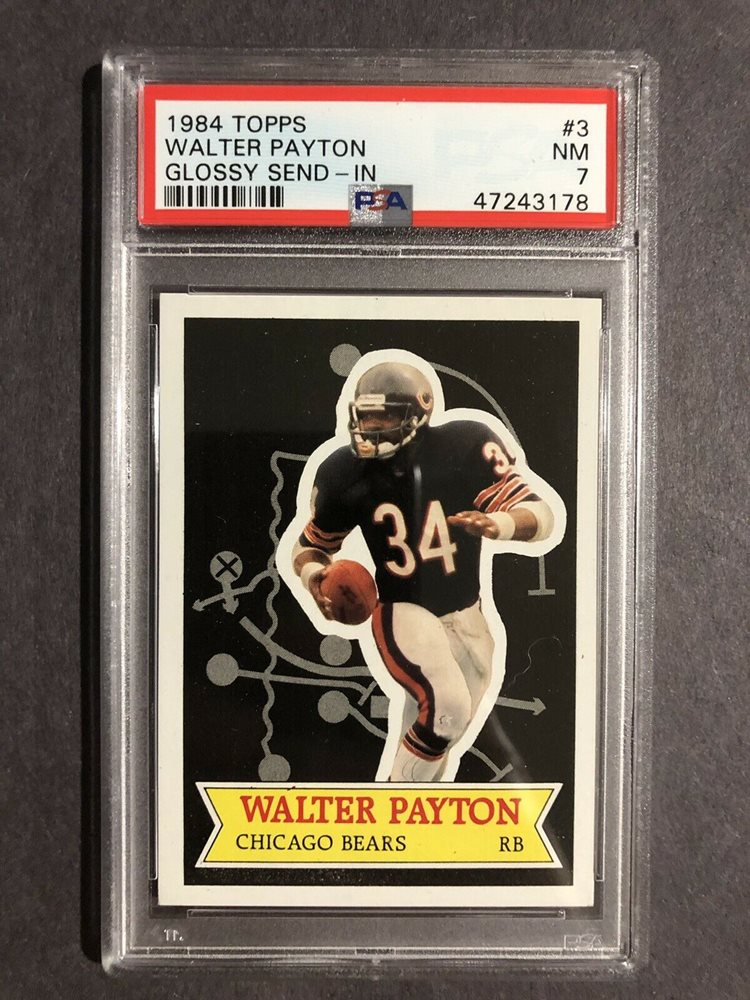 1984 TOPPS #3
WALTER PAYTON NM
GLOSSY SEND-IN 7
PSA 47243178
34
34
X
WALTER PAYTON
CHICAGO BEARS RB
PSA